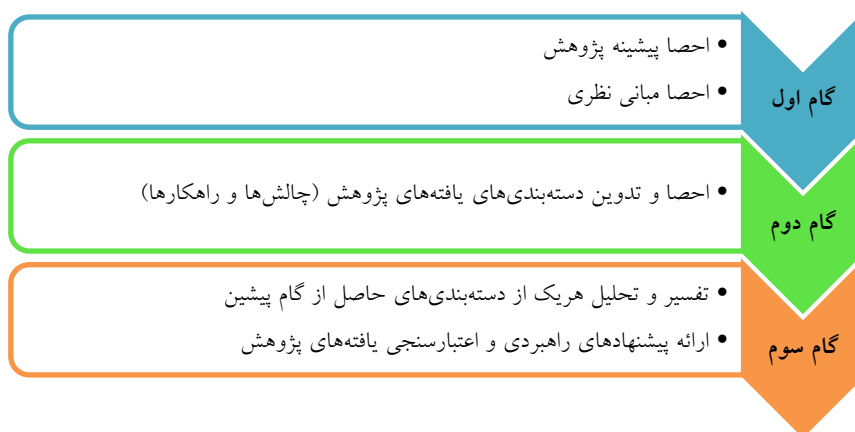 گام اول
• احصا پیشینه پژوهش
• احصا مبانی نظری
گام دوم
• احصا و تدوین دسته‌بندی‌های یافته‌های پژوهش (چالش‌ها و راهکارها)
گام سوم
• تفسیر و تحلیل هریک از دسته‌بندی‌های حاصل از گام پیشین
• ارائه پیشنهادهای راهبردی و اعتبارسنجی یافته‌های پژوهش